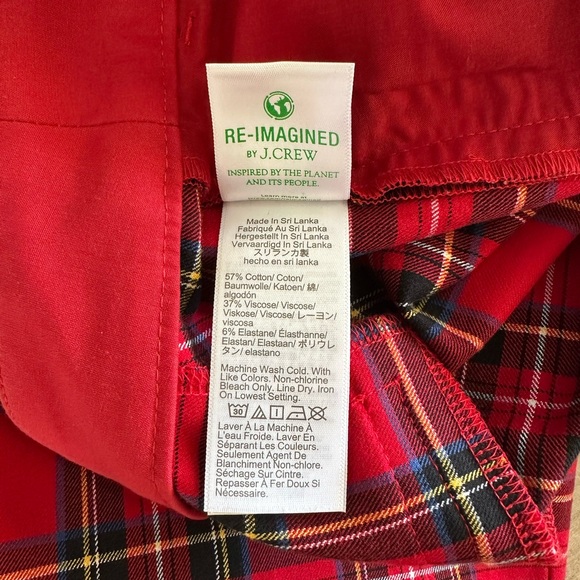 RE-IMAGINED
BY J.CREW
INSPIRED BY THE PLANET
AND ITS PEOPLE.
Learn more at
Made In Sri Lanka
Fabriqué Au Sri Lanka
Hergestellt In Sri Lanka
Vervaardigd In Sri Lanka
スリランカ製
hecho en sri lanka
57% Cotton/ Coton/
Baumwolle/ Katoen/ 綿/
algodón
37% Viscose/ Viscose/
Viskose/ Viscose/ レーヨン/
viscosa
6% Elastane/ Élasthanne/
Elastan/ Elastaan/ ポリウレ
タン/ elastano
Machine Wash Cold. With
Like Colors. Non-chlorine
Bleach Only. Line Dry. Iron
On Lowest Setting.
30
Laver À La Machine À
L'eau Froide. Laver En
Séparant Les Couleurs.
Seulement Agent De
Blanchiment Non-chlorin.
Séchage Sur Cintre.
Repasser À Fer Doux Si
Nécessaire.